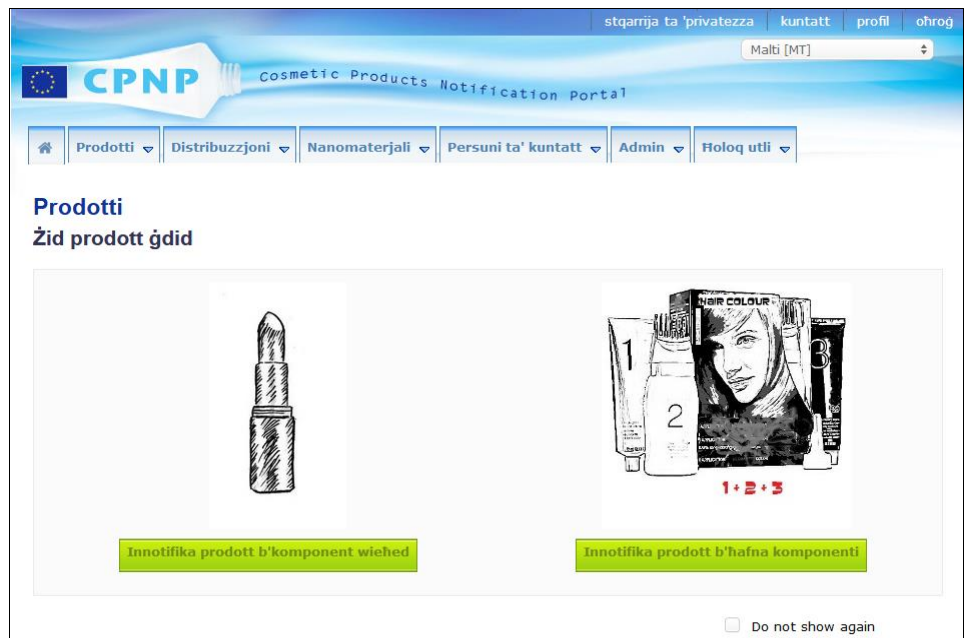 stqarrija ta 'privatezza kuntatt profil oħroġ
Malti [MT]
CPNP Cosmetic Products Notification Portal
Prodotti Distribuzzjoni Nanomaterjali Persuni ta' kuntatt Admin Ħoloq utli
Prodotti
Żid prodott ġdid
HAIR COLOUR
1
3
2
1+2+3
Innotifika prodott b'komponent wieħed Innotifika prodott b'ħafna komponenti
Do not show again